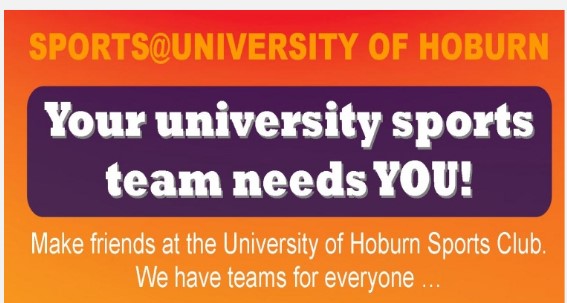 SPORTS@UNIVERSITY OF HOBURN
Your university sports
team needs YOU!
Make friends at the University of Hoburn Sports Club.
We have teams for everyone ...